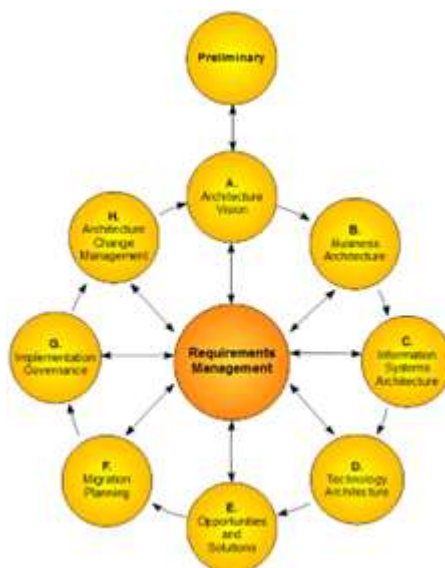 Preliminary
A.
Architecture
Vision
B.
Business
Architecture
C.
Information
Systems
Architecture
D.
Technology
Architecture
E.
Opportunities
and
Solutions
F.
Migration
Planning
G.
Implementation
Governance
H.
Architecture
Change
Management
Requirements
Management